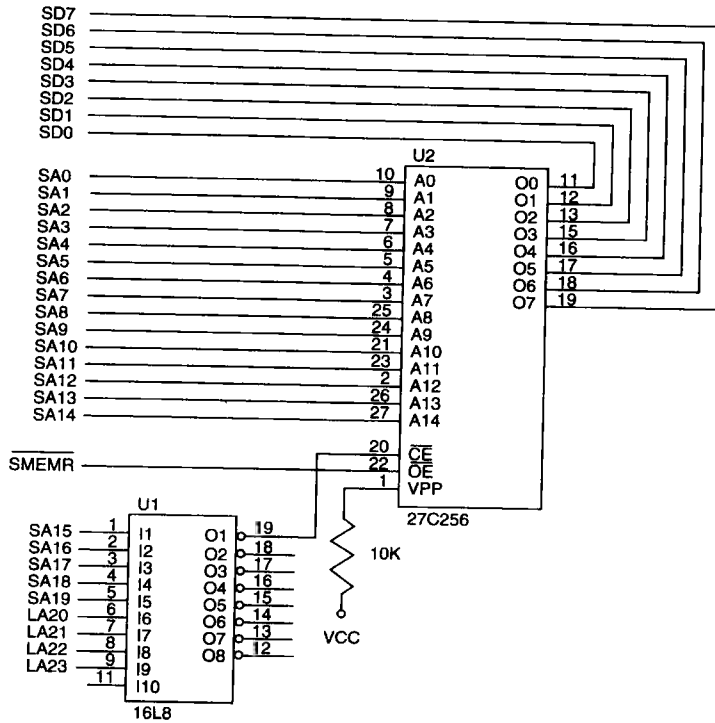 SD7
SD6
SD5
SD4
SD3
SD2
SD1
SD0
U2
SA0 10 A0 O0 11
SA1 9 A1 O1 12
SA2 8 A2 O2 13
SA3 7 A3 O3 15
SA4 6 A4 O4 16
SA5 5 A5 O5 17
SA6 4 A6 O6 18
SA7 3 A7 O7 19
SA8 25 A8
SA9 24 A9
SA10 21 A10
SA11 23 A11
SA12 2 A12
SA13 26 A13
SA14 27 A14
20 CE
SMEMR 22 OE
1 VPP
27C256
U1
SA15 1 I1 O1 19
SA16 2 I2 O2 18
SA17 3 I3 O3 17
SA18 4 I4 O4 16
SA19 5 I5 O5 15
LA20 6 I6 O6 14
LA21 7 I7 O7 13
LA22 8 I8 O8 12
LA23 9 I9
11 I10
16L8
10K
VCC